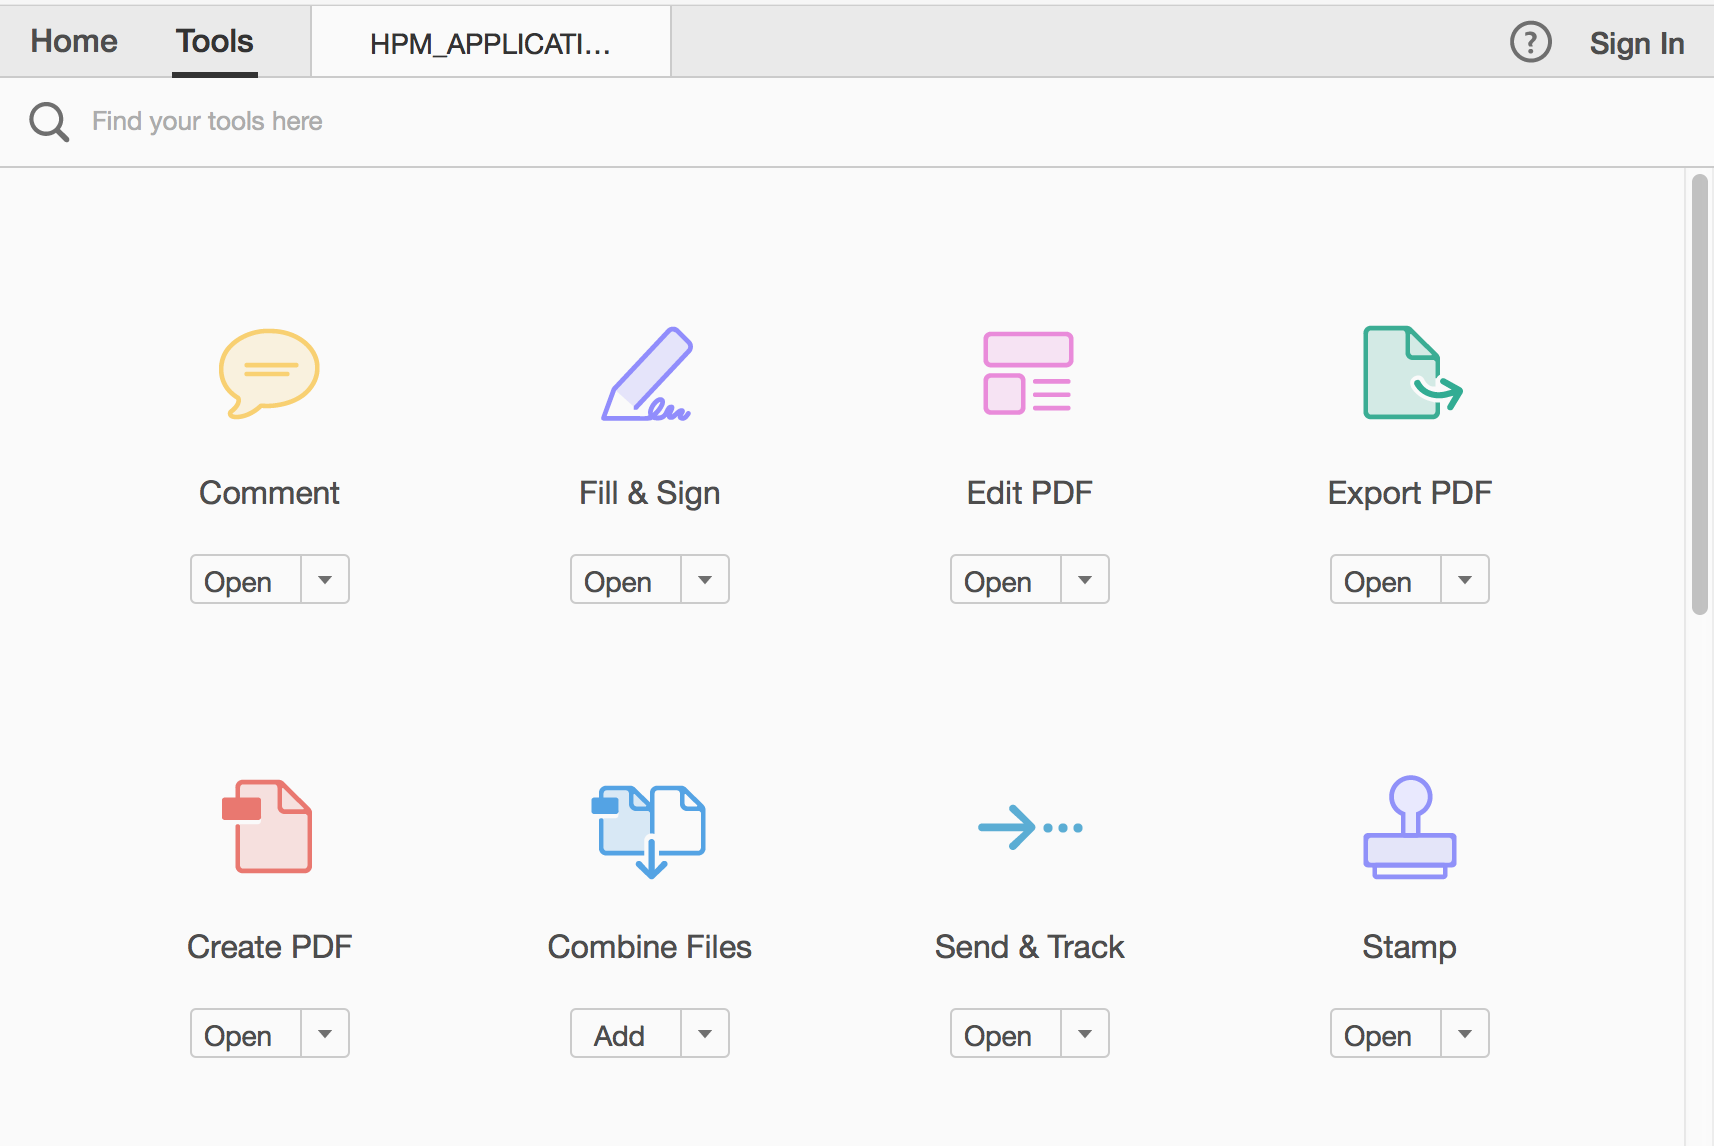 Home Tools HPM_APPLICATI... ? Sign In
Find your tools here
Comment Fill & Sign Edit PDF Export PDF
Open Open Open Open
Create PDF Combine Files Send & Track Stamp
Open Add Open Open